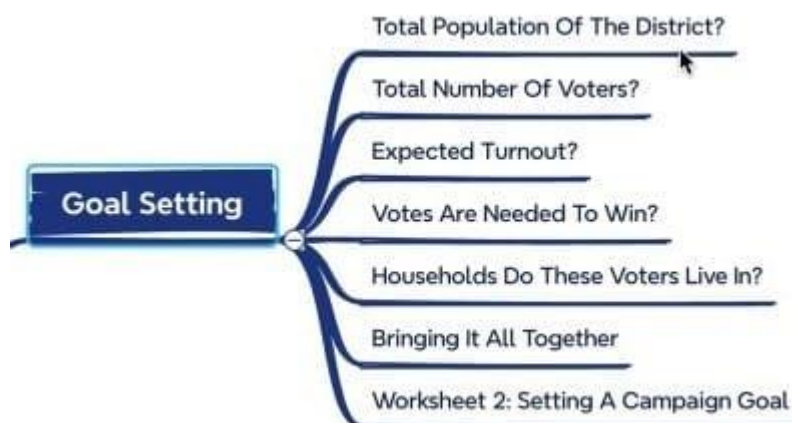 Total Population Of The District?
Total Number Of Voters?
Expected Turnout?
Goal Setting
Votes Are Needed To Win?
Households Do These Voters Live In?
Bringing It All Together
Worksheet 2: Setting A Campaign Goal